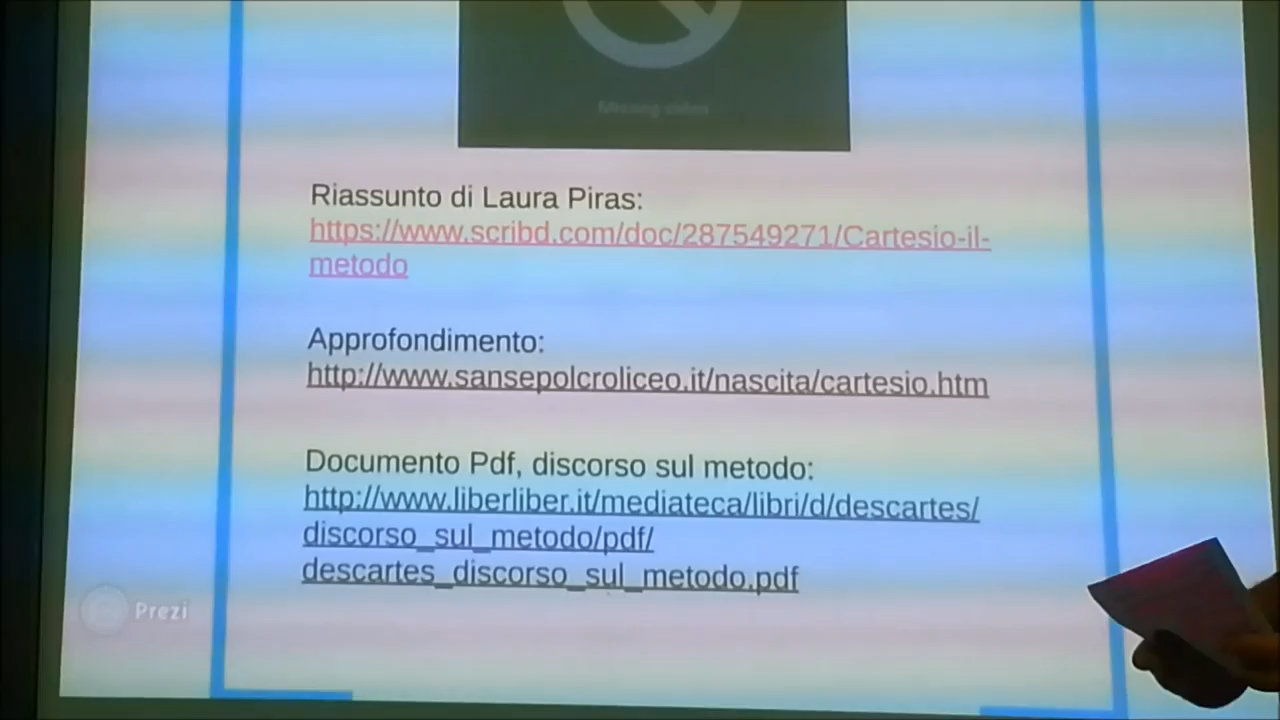 Missing video
Riassunto di Laura Piras:
https://www.scribd.com/doc/287549271/Cartesio-il-
metodo
Approfondimento:
http://www.sansepolcroliceo.it/nascita/cartesio.htm
Documento Pdf, discorso sul metodo:
http://www.liberliber.it/mediateca/libri/d/descartes/
discorso_sul_metodo/pdf/
descartes_discorso_sul_metodo.pdf
Prezi